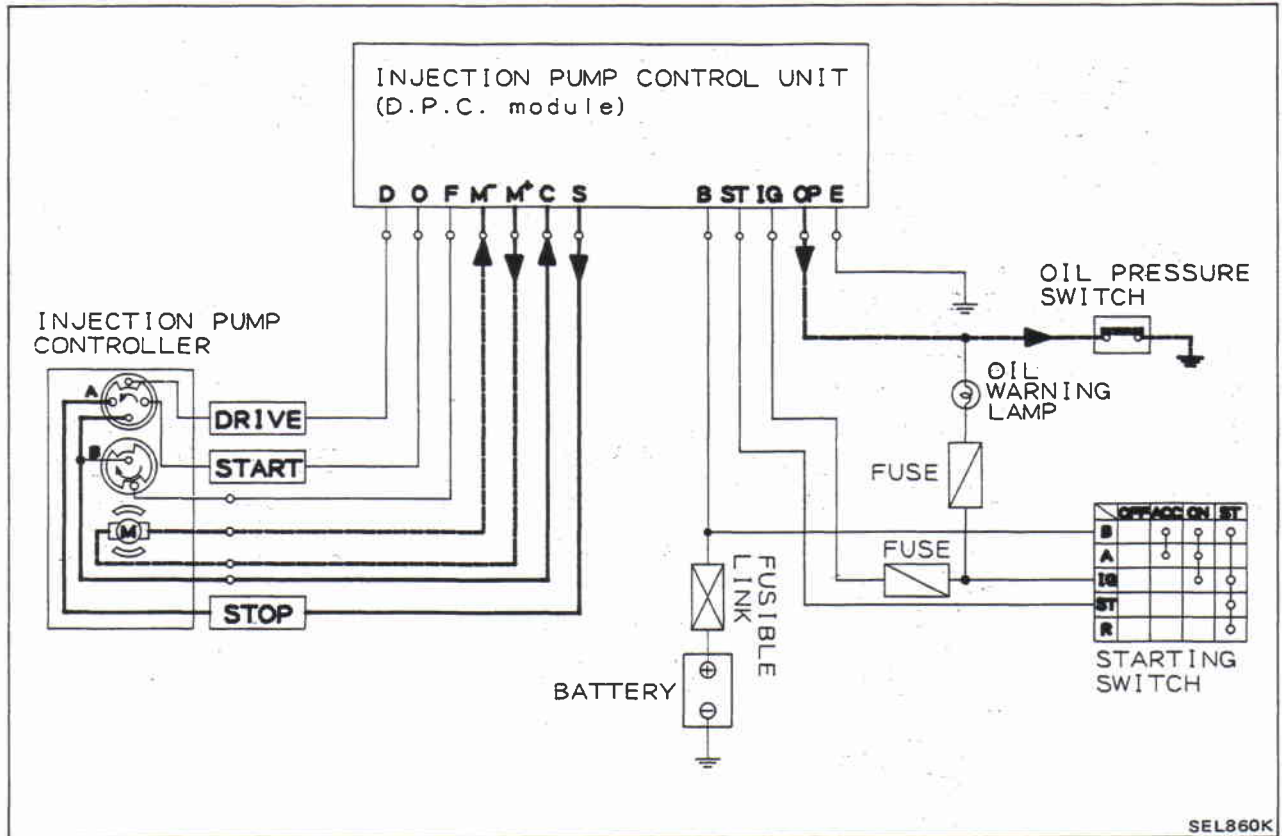 INJECTION PUMP CONTROL UNIT
(D.P.C. module)
D O F M⁻ M⁺ C S B ST IG OP E
OIL PRESSURE
SWITCH
INJECTION PUMP
CONTROLLER
A
DRIVE
B
START
M
STOP
OIL
WARNING
LAMP
FUSE
FUSE
FUSIBLE
LINK
BATTERY
⊕
⊖
OFF ACC ON ST
B
A
IG
ST
R
STARTING
SWITCH
SEL860K